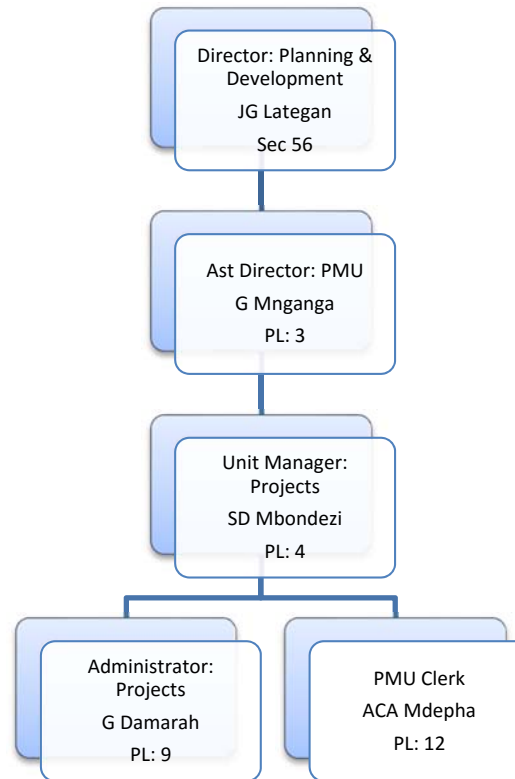 Director: Planning &
Development
JG Lategan
Sec 56
Ast Director: PMU
G Mnganga
PL: 3
Unit Manager:
Projects
SD Mbondezi
PL: 4
Administrator:
Projects
G Damarah
PL: 9
PMU Clerk
ACA Mdepha
PL: 12